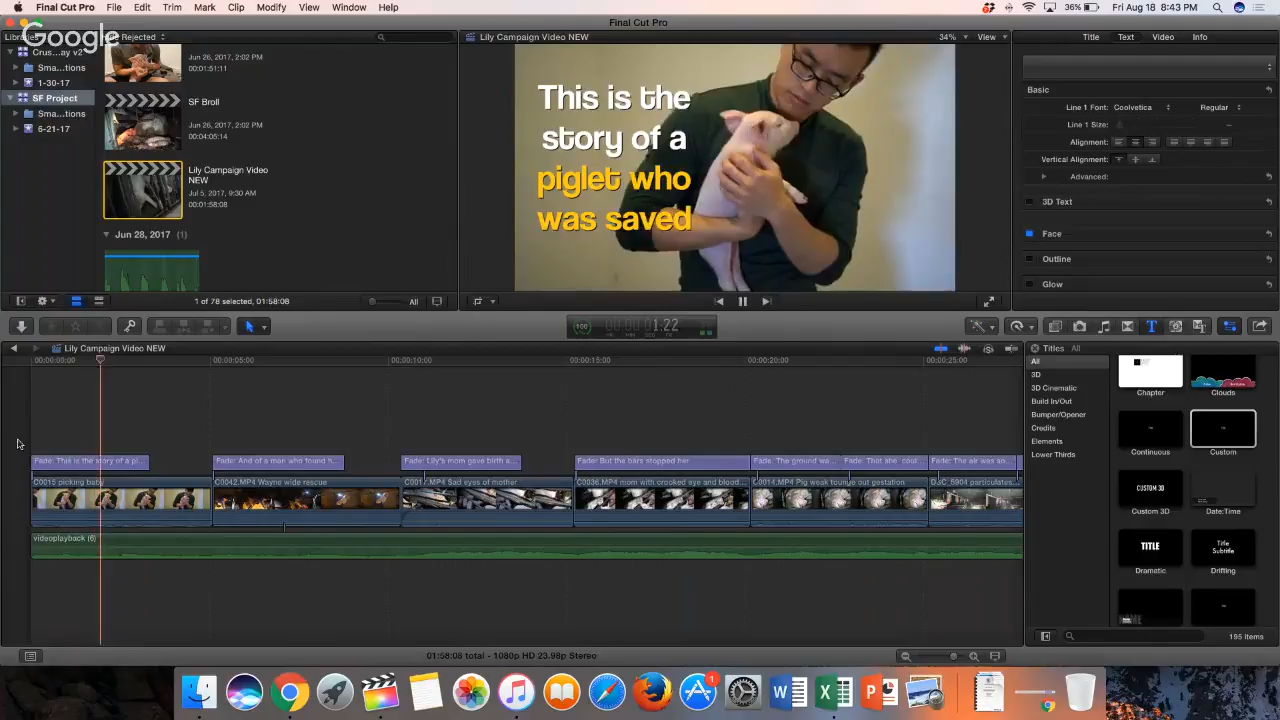 Final Cut Pro File Edit Trim Mark Clip Modify View Window Help
36% Fri Aug 18 8:43 PM
Final Cut Pro
Google
Rejected
Lily Campaign Video NEW
34% View
Title Text Video Info
Crus...ay v2
Sma...tions
1-30-17
SF Project
Sma...tions
6-21-17
Jun 26, 2017, 2:02 PM
00:01:51:11
SF Broll
Jun 26, 2017, 2:02 PM
00:04:05:14
Lily Campaign Video
NEW
Jul 5, 2017, 9:30 AM
00:01:58:08
Jun 28, 2017 (1)
This is the
story of a
piglet who
was saved
Basic
Line 1 Font: Coolvetica Regular
Line 1 Size:
Alignment:
Vertical Alignment:
Advanced:
3D Text
Face
Outline
Glow
1 of 78 selected, 01:58:08
All
100
1:22
Lily Campaign Video NEW
00:00:00:00 00:00:05:00 00:00:10:00 00:00:15:00 00:00:20:00 00:00:25:00
Fade: This is the story of a pi...
Fade: And of a man who found h...
Fade: Lily's mom gave birth a...
Fade: But the bars stopped her
Fade: The ground wa...
Fade: That she coul...
Fade: The air was so...
C0015 picking baby
C0042.MP4 Wayne wide rescue
Sad eyes of mother
C0036.MP4 mom with crooked eye and blood...
C0014.MP4 Pig weak tounge out gestation
DSC_5904 particulates...
videoplayback (6)
Titles All
All
3D
3D Cinematic
Build In/Out
Bumper/Opener
Credits
Elements
Lower Thirds
Chapter
Clouds
Continuous
Custom
CUSTOM 3D
Custom 3D
Date:Time
TITLE
Dramatic
Title
Subtitle
Drifting
195 items
01:58:08 total - 1080p HD 23.98p Stereo
1